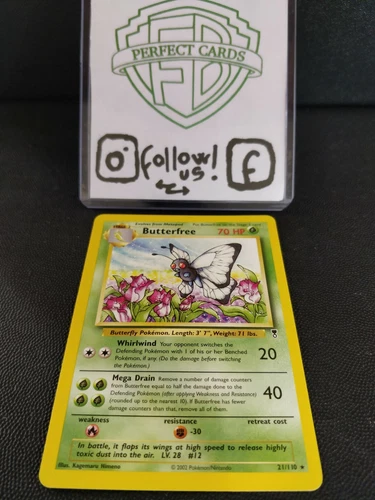 PERFECT CARDS
follow
us!
Butterfree
70 HP
Butterfly Pokémon. Length: 3' 7", Weight: 71 lbs.
Whirlwind Your opponent switches the
Defending Pokémon with 1 of his or her Benched
Pokémon, if any. (Do the damage before switching
the Pokémon.)
20
Mega Drain Remove a number of damage counters
from Butterfree equal to half the damage done to the
Defending Pokémon (after applying Weakness and Resistance)
(rounded up to the nearest 10). If Butterfree has fewer
damage counters than that, remove all of them.
40
weakness resistance retreat cost
-30
In battle, it flaps its wings at high speed to release highly
toxic dust into the air. LV. 28 #12
Illus. Kagemaru Himeno © 2002 Pokémon/Nintendo 21/110